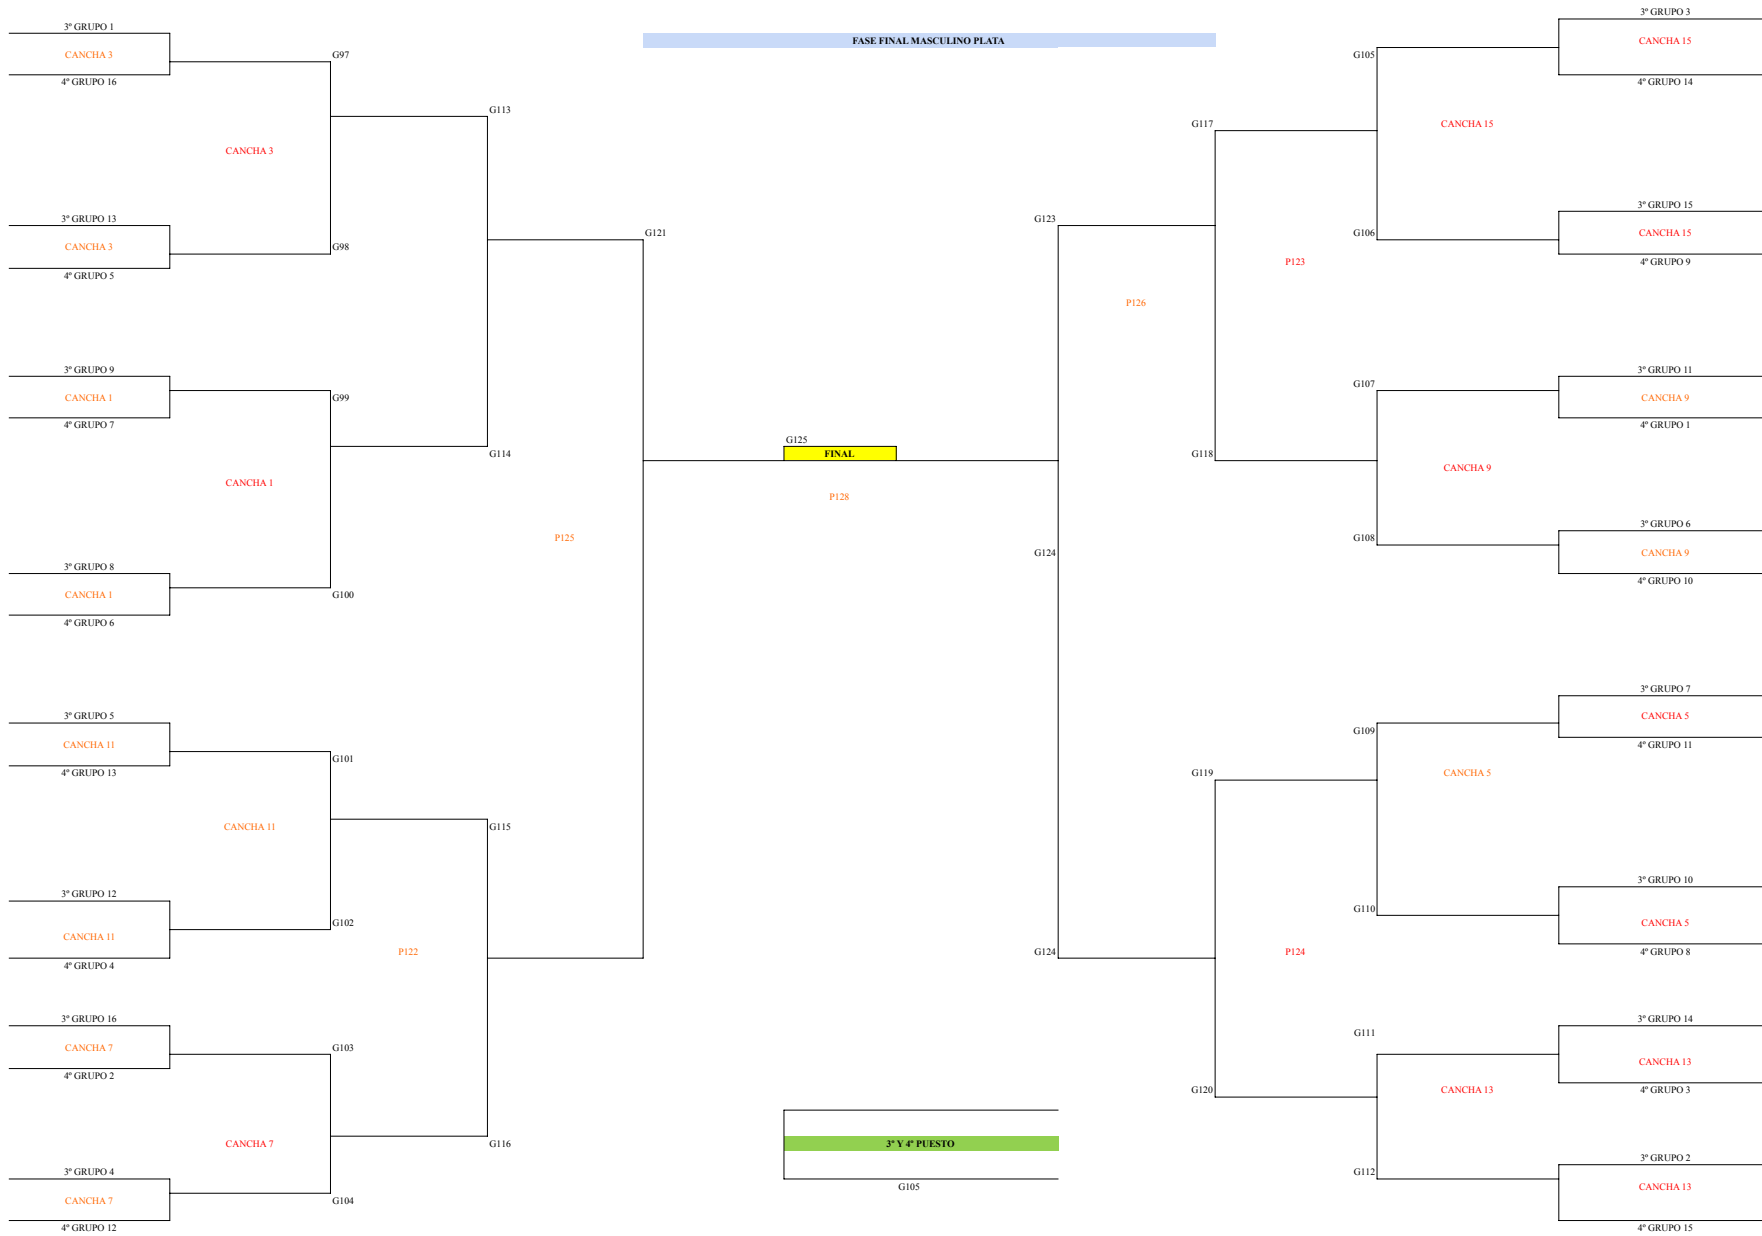 FASE FINAL MASCULINO PLATA
3º GRUPO 1
CANCHA 3
4º GRUPO 16
G97
CANCHA 3
G113
3º GRUPO 13
CANCHA 3
4º GRUPO 5
G98
G121
3º GRUPO 9
CANCHA 1
4º GRUPO 7
G99
CANCHA 1
G114
3º GRUPO 8
CANCHA 1
4º GRUPO 6
G100
P125
3º GRUPO 5
CANCHA 11
4º GRUPO 13
G101
CANCHA 11
G115
3º GRUPO 12
CANCHA 11
4º GRUPO 4
G102
P122
3º GRUPO 16
CANCHA 7
4º GRUPO 2
G103
CANCHA 7
G116
3º GRUPO 4
CANCHA 7
4º GRUPO 12
G104
G125
FINAL
P128
3º Y 4º PUESTO
G105
3º GRUPO 3
CANCHA 15
4º GRUPO 14
G105
CANCHA 15
G117
3º GRUPO 15
CANCHA 15
4º GRUPO 9
G106
G123
P123
P126
3º GRUPO 11
CANCHA 9
4º GRUPO 1
G107
CANCHA 9
G118
3º GRUPO 6
CANCHA 9
4º GRUPO 10
G108
G124
3º GRUPO 7
CANCHA 5
4º GRUPO 11
G109
CANCHA 5
G119
3º GRUPO 10
CANCHA 5
4º GRUPO 8
G110
G124
P124
3º GRUPO 14
CANCHA 13
4º GRUPO 3
G111
CANCHA 13
G120
3º GRUPO 2
CANCHA 13
4º GRUPO 15
G112